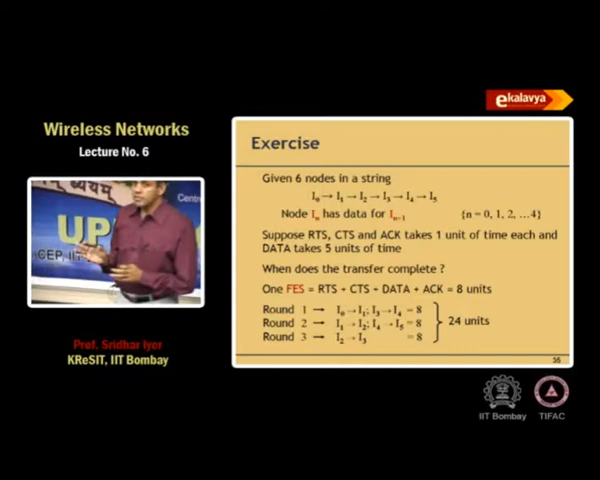 ekalavya
Wireless Networks
Lecture No. 6
UP
CEP, IIT
Prof. Sridhar Iyer
KReSIT, IIT Bombay
Exercise
Given 6 nodes in a string
I₀ → I₁ → I₂ → I₃ → I₄ → I₅
Node Iₙ has data for Iₙ₋₁ {n = 0, 1, 2, ...4}
Suppose RTS, CTS and ACK takes 1 unit of time each and
DATA takes 5 units of time
When does the transfer complete ?
One FES = RTS + CTS + DATA + ACK = 8 units
Round 1 → I₀ → I₁; I₃ → I₄ = 8
Round 2 → I₁ → I₂; I₄ → I₅ = 8
Round 3 → I₂ → I₃ = 8
24 units
IIT Bombay
TIFAC